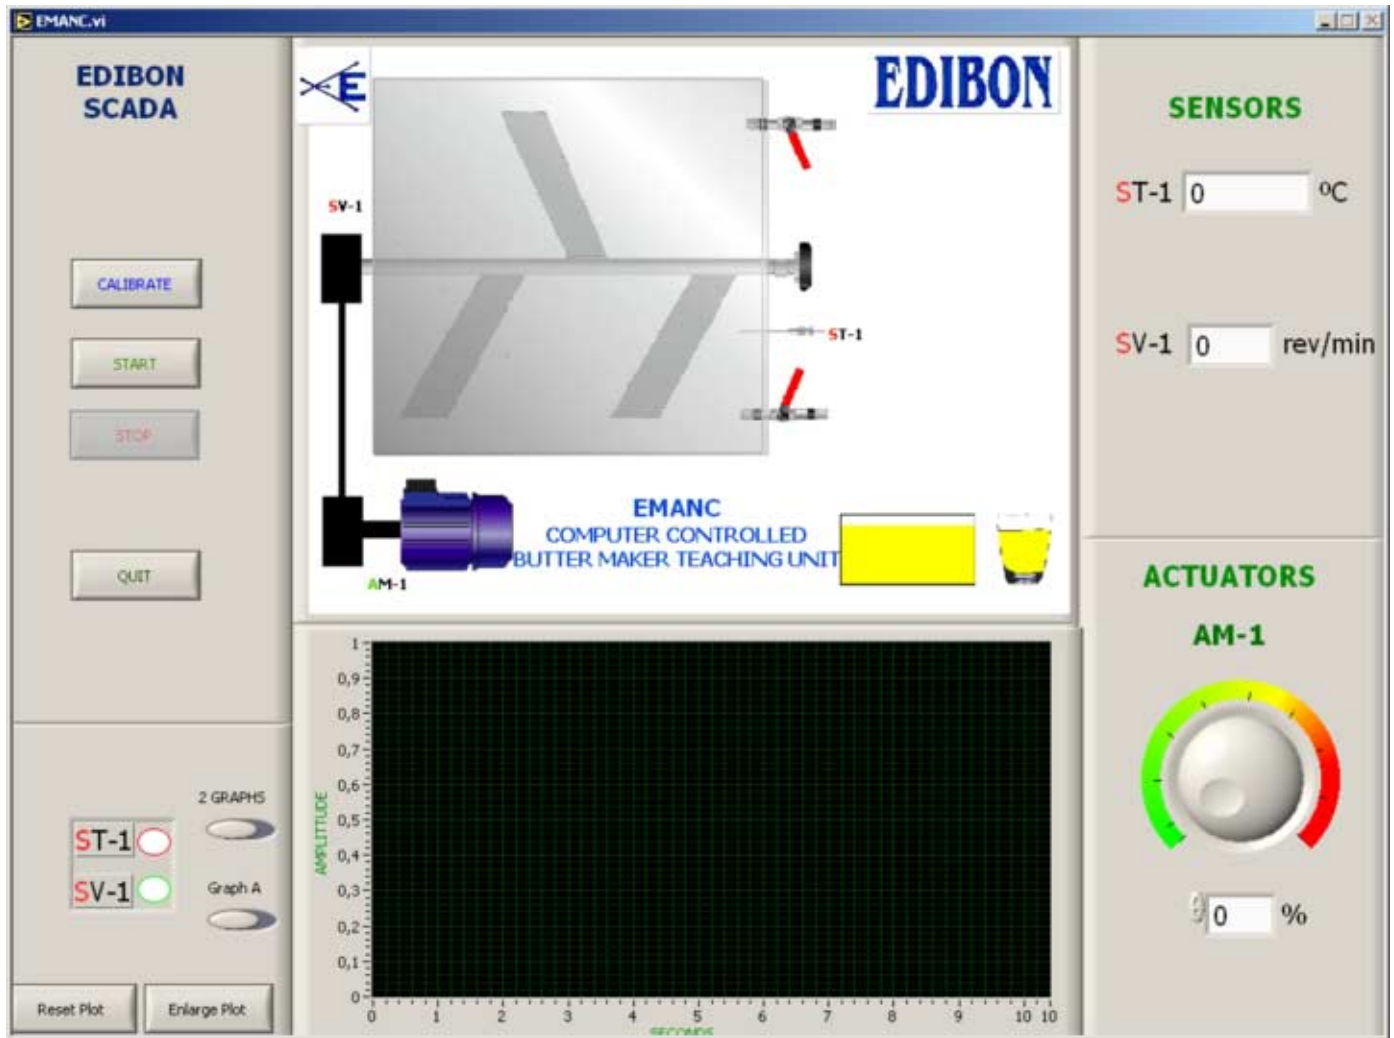 EMANC.vi
EDIBON
SCADA
CALIBRATE
START
STOP
QUIT
E
EDIBON
SV-1
ST-1
AM-1
EMANC
COMPUTER CONTROLLED
BUTTER MAKER TEACHING UNIT
SENSORS
ST-1 0 ºC
SV-1 0 rev/min
ACTUATORS
AM-1
0 %
2 GRAPHS
ST-1
SV-1
Graph A
Reset Plot
Enlarge Plot
AMPLITTUDE
1
0,9
0,8
0,7
0,6
0,5
0,4
0,3
0,2
0,1
0
0 1 2 3 4 5 6 7 8 9 10 10
SECONDS